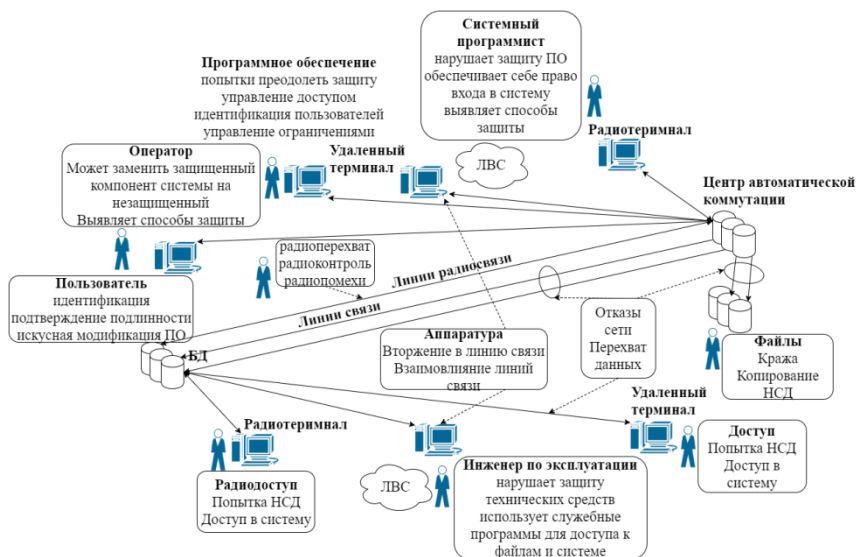 Системный
программист
нарушает защиту ПО
обеспечивает себе право
входа в систему
выявляет способы
защиты
Программное обеспечение
попытки преодолеть защиту
управление доступом
идентификация пользователей
управление ограничениями
Радиотеримнал
Оператор
Может заменить защищенный
компонент системы на
незащищенный
Выявляет способы защиты
Удаленный
терминал
ЛВС
Центр автоматической
коммутации
радиоперехват
радиоконтроль
радиопомехи
Линии радиосвязи
Линии связи
Пользователь
идентификация
подтверждение подлинности
искусная модификация ПО
БД
Аппаратура
Вторжение в линию связи
Взаимовлияние линий
связи
Отказы
сети
Перехват
данных
Файлы
Кража
Копирование
НСД
Радиотеримнал
Удаленный
терминал
Радиодоступ
Попытка НСД
Доступ в систему
ЛВС
Инженер по эксплуатации
нарушает защиту
технических средств
использует служебные
программы для доступа к
файлам и системе
Доступ
Попытка НСД
Доступ в
систему